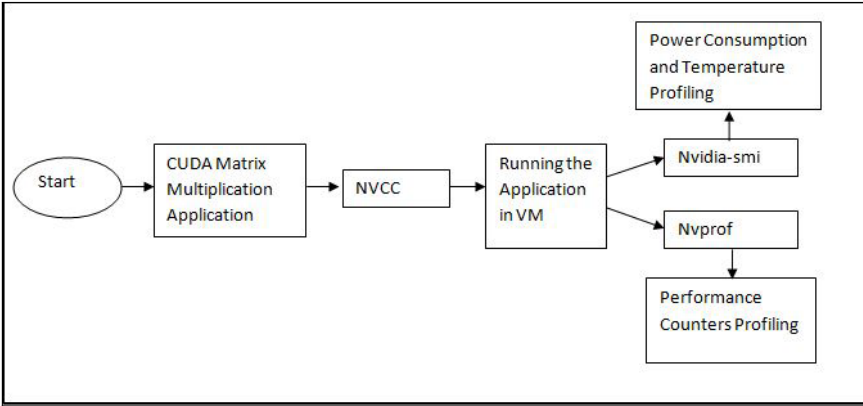 Start
CUDA Matrix
Multiplication
Application
NVCC
Running the
Application
in VM
Power Consumption
and Temperature
Profiling
Nvidia-smi
Nvprof
Performance
Counters Profiling